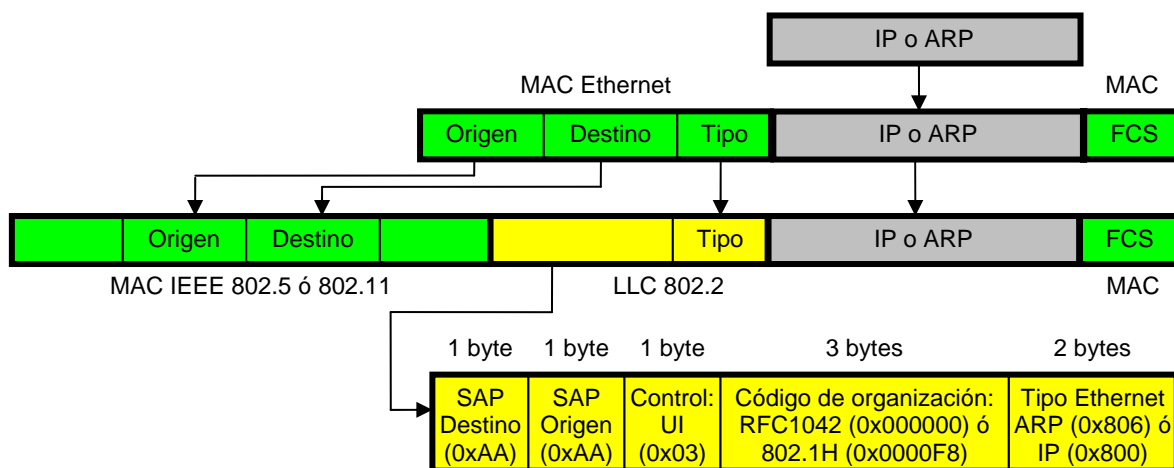 IP o ARP
MAC Ethernet
MAC
Origen
Destino
Tipo
IP o ARP
FCS
Origen
Destino
Tipo
IP o ARP
FCS
MAC IEEE 802.5 ó 802.11
LLC 802.2
MAC
1 byte
1 byte
1 byte
3 bytes
2 bytes
SAP
Destino
(0xAA)
SAP
Origen
(0xAA)
Control:
UI
(0x03)
Código de organización:
RFC1042 (0x000000) ó
802.1H (0x0000F8)
Tipo Ethernet
ARP (0x806) ó
IP (0x800)